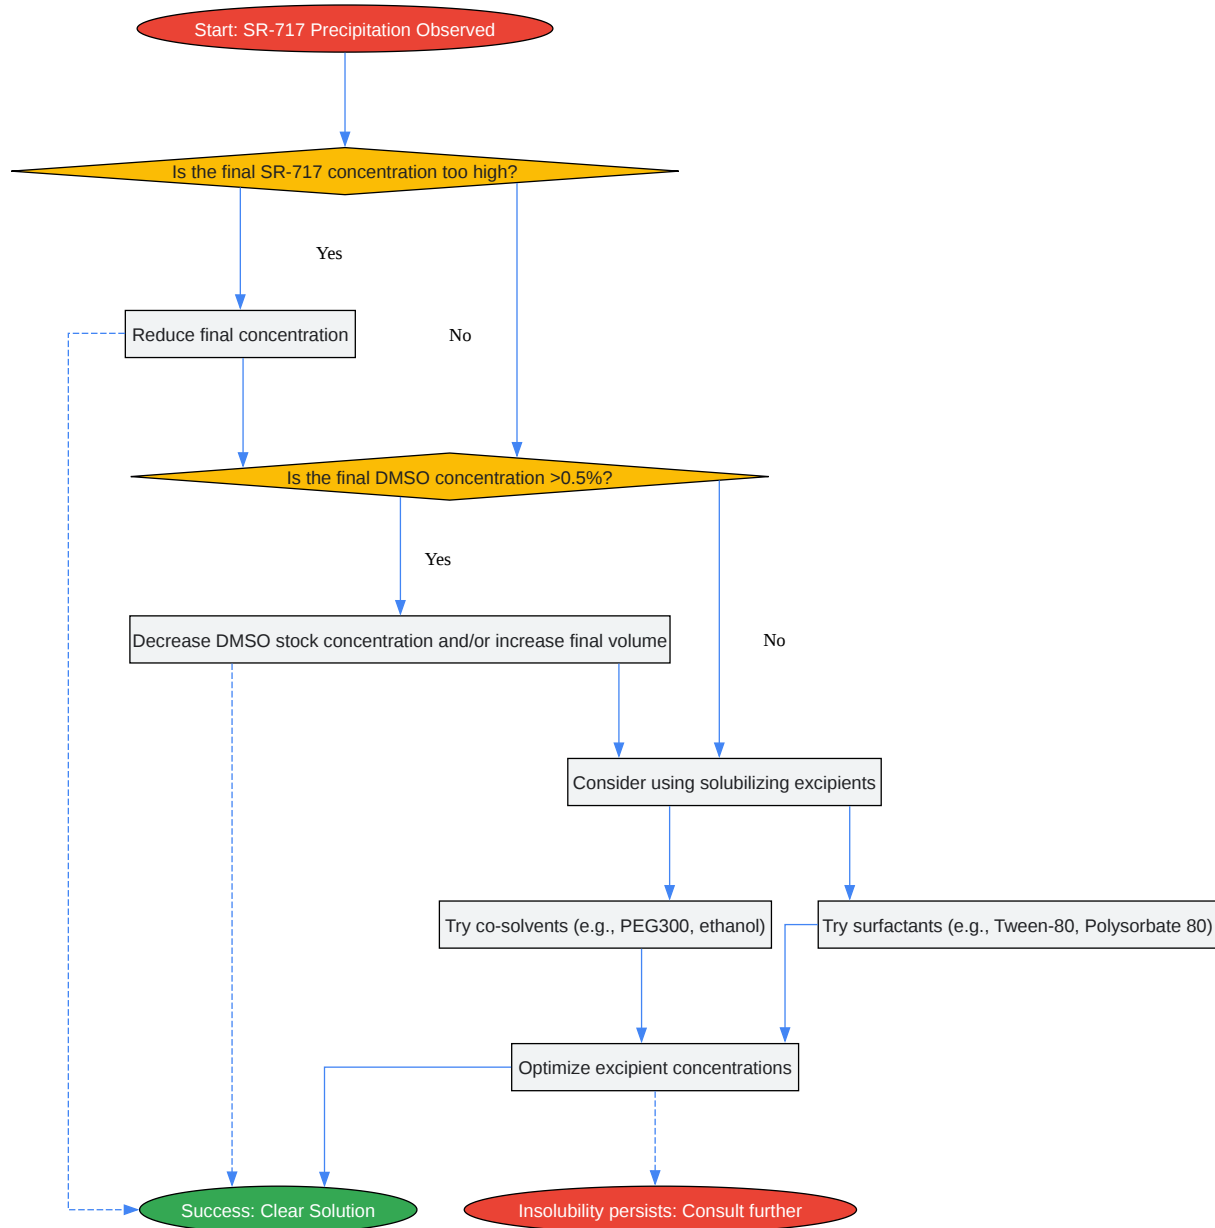 Start: SR-717 Precipitation Observed
Is the final SR-717 concentration too high?
Yes
Reduce final concentration
No
Is the final DMSO concentration >0.5%?
Yes
Decrease DMSO stock concentration and/or increase final volume
No
Consider using solubilizing excipients
Try co-solvents (e.g., PEG300, ethanol)
Try surfactants (e.g., Tween-80, Polysorbate 80)
Optimize excipient concentrations
Success: Clear Solution
Insolubility persists: Consult further